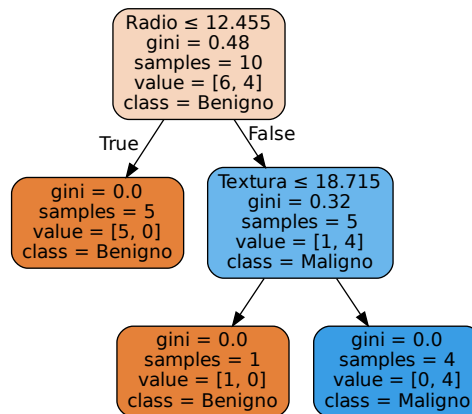 Radio ≤ 12.455
gini = 0.48
samples = 10
value = [6, 4]
class = Benigno
True
False
gini = 0.0
samples = 5
value = [5, 0]
class = Benigno
Textura ≤ 18.715
gini = 0.32
samples = 5
value = [1, 4]
class = Maligno
gini = 0.0
samples = 1
value = [1, 0]
class = Benigno
gini = 0.0
samples = 4
value = [0, 4]
class = Maligno